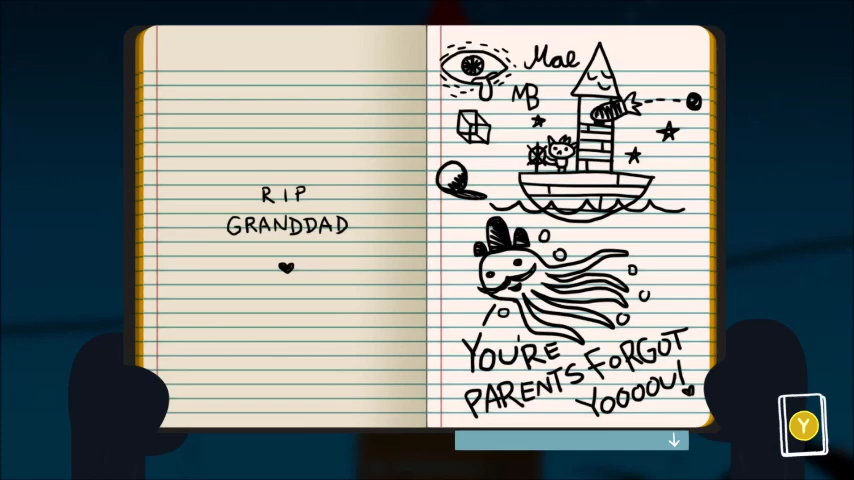 RIP
GRANDDAD
Mae
MB
YOU'RE
PARENTS FORGOT
YOOOOU!
Y